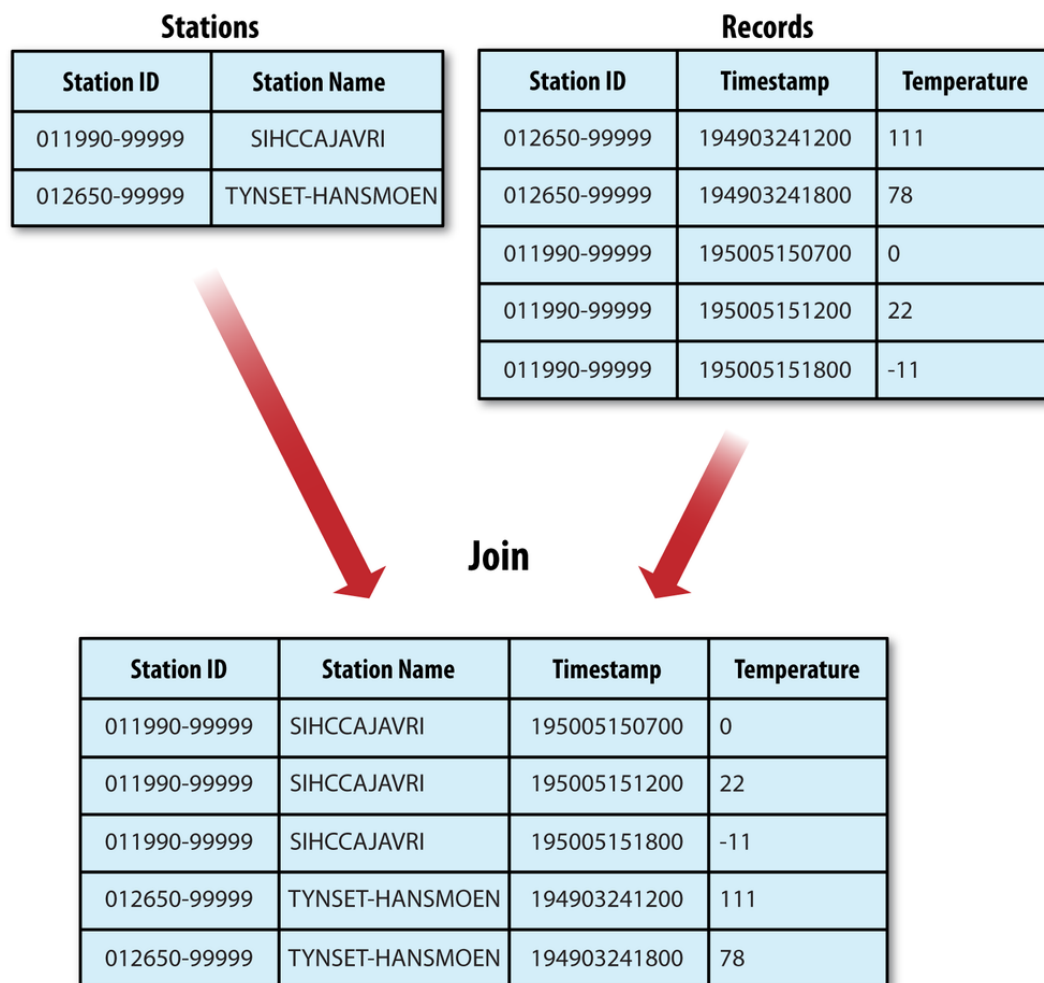 Stations
Station ID Station Name
011990-99999 SIHCCAJAVRI
012650-99999 TYNSET-HANSMOEN
Records
Station ID Timestamp Temperature
012650-99999 194903241200 111
012650-99999 194903241800 78
011990-99999 195005150700 0
011990-99999 195005151200 22
011990-99999 195005151800 -11
Join
Station ID Station Name Timestamp Temperature
011990-99999 SIHCCAJAVRI 195005150700 0
011990-99999 SIHCCAJAVRI 195005151200 22
011990-99999 SIHCCAJAVRI 195005151800 -11
012650-99999 TYNSET-HANSMOEN 194903241200 111
012650-99999 TYNSET-HANSMOEN 194903241800 78